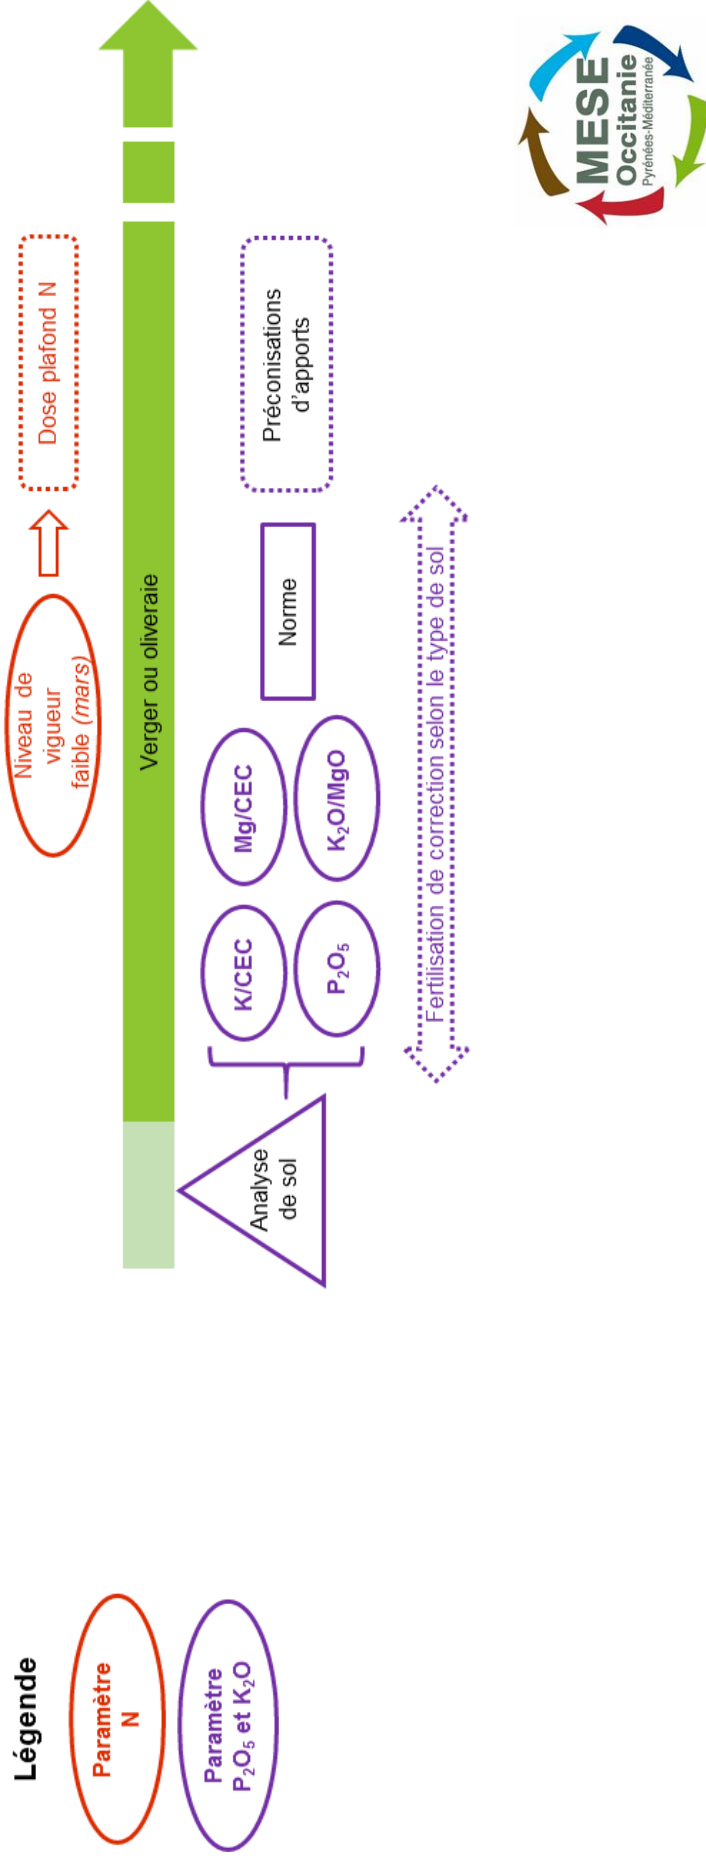 Légende
Paramètre
N
Paramètre
P₂O₅ et K₂O
Niveau de
vigueur
faible (mars)
Dose plafond N
Verger ou oliveraie
Analyse
de sol
K/CEC
Mg/CEC
P₂O₅
K₂O/MgO
Norme
Préconisations
d'apports
Fertilisation de correction selon le type de sol
MESE
Occitanie
Pyrénées-Méditerranée